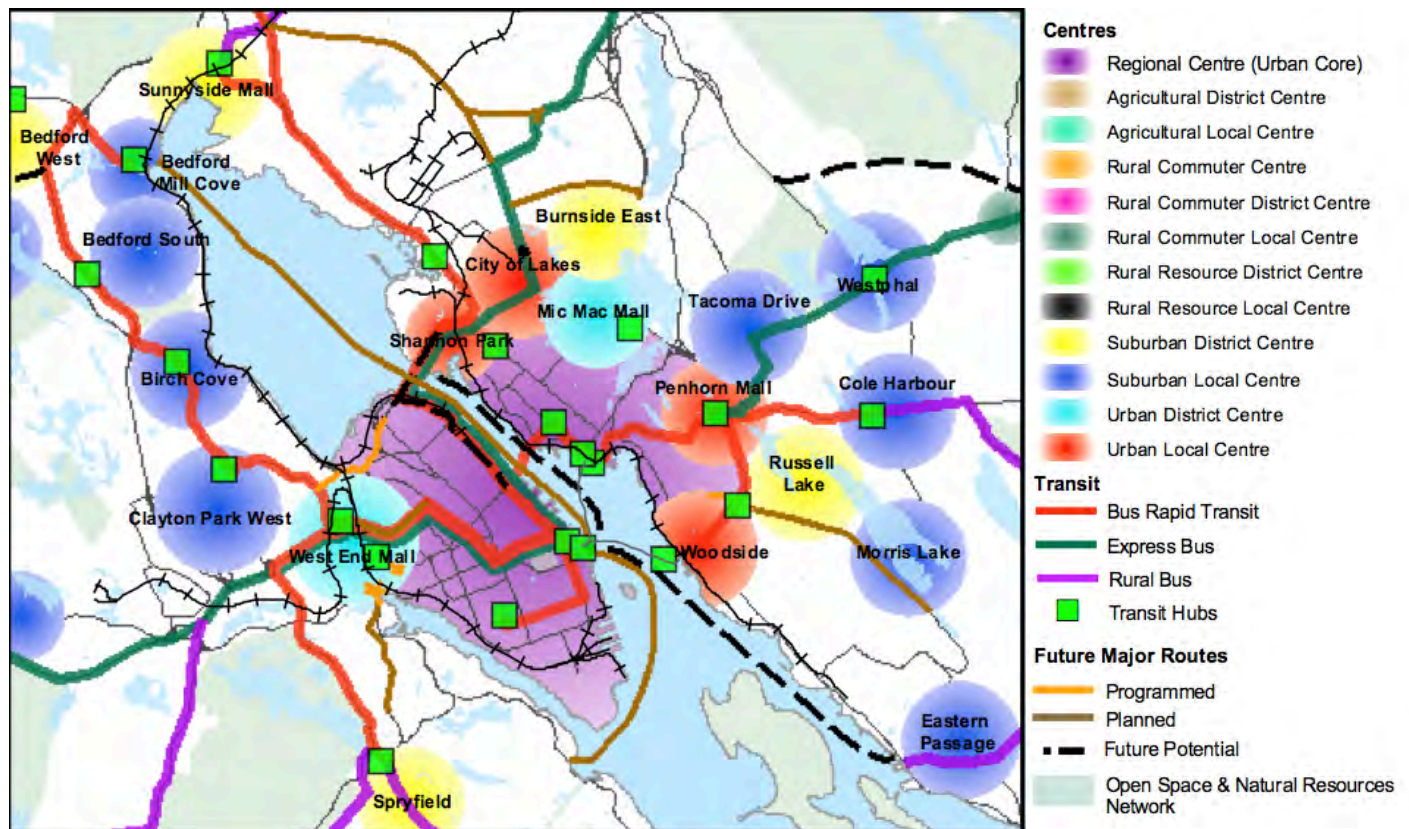 Sunnyside Mall
Bedford
West
Bedford
Mill Cove
Bedford South
Burnside East
City of Lakes
Mic Mac Mall
Tacoma Drive
Westphal
Shannon Park
Birch Cove
Penhorn Mall
Cole Harbour
Russell
Lake
Clayton Park West
West End Mall
Woodside
Morris Lake
Eastern
Passage
Spryfield
Centres
Regional Centre (Urban Core)
Agricultural District Centre
Agricultural Local Centre
Rural Commuter Centre
Rural Commuter District Centre
Rural Commuter Local Centre
Rural Resource District Centre
Rural Resource Local Centre
Suburban District Centre
Suburban Local Centre
Urban District Centre
Urban Local Centre
Transit
Bus Rapid Transit
Express Bus
Rural Bus
Transit Hubs
Future Major Routes
Programmed
Planned
Future Potential
Open Space & Natural Resources
Network